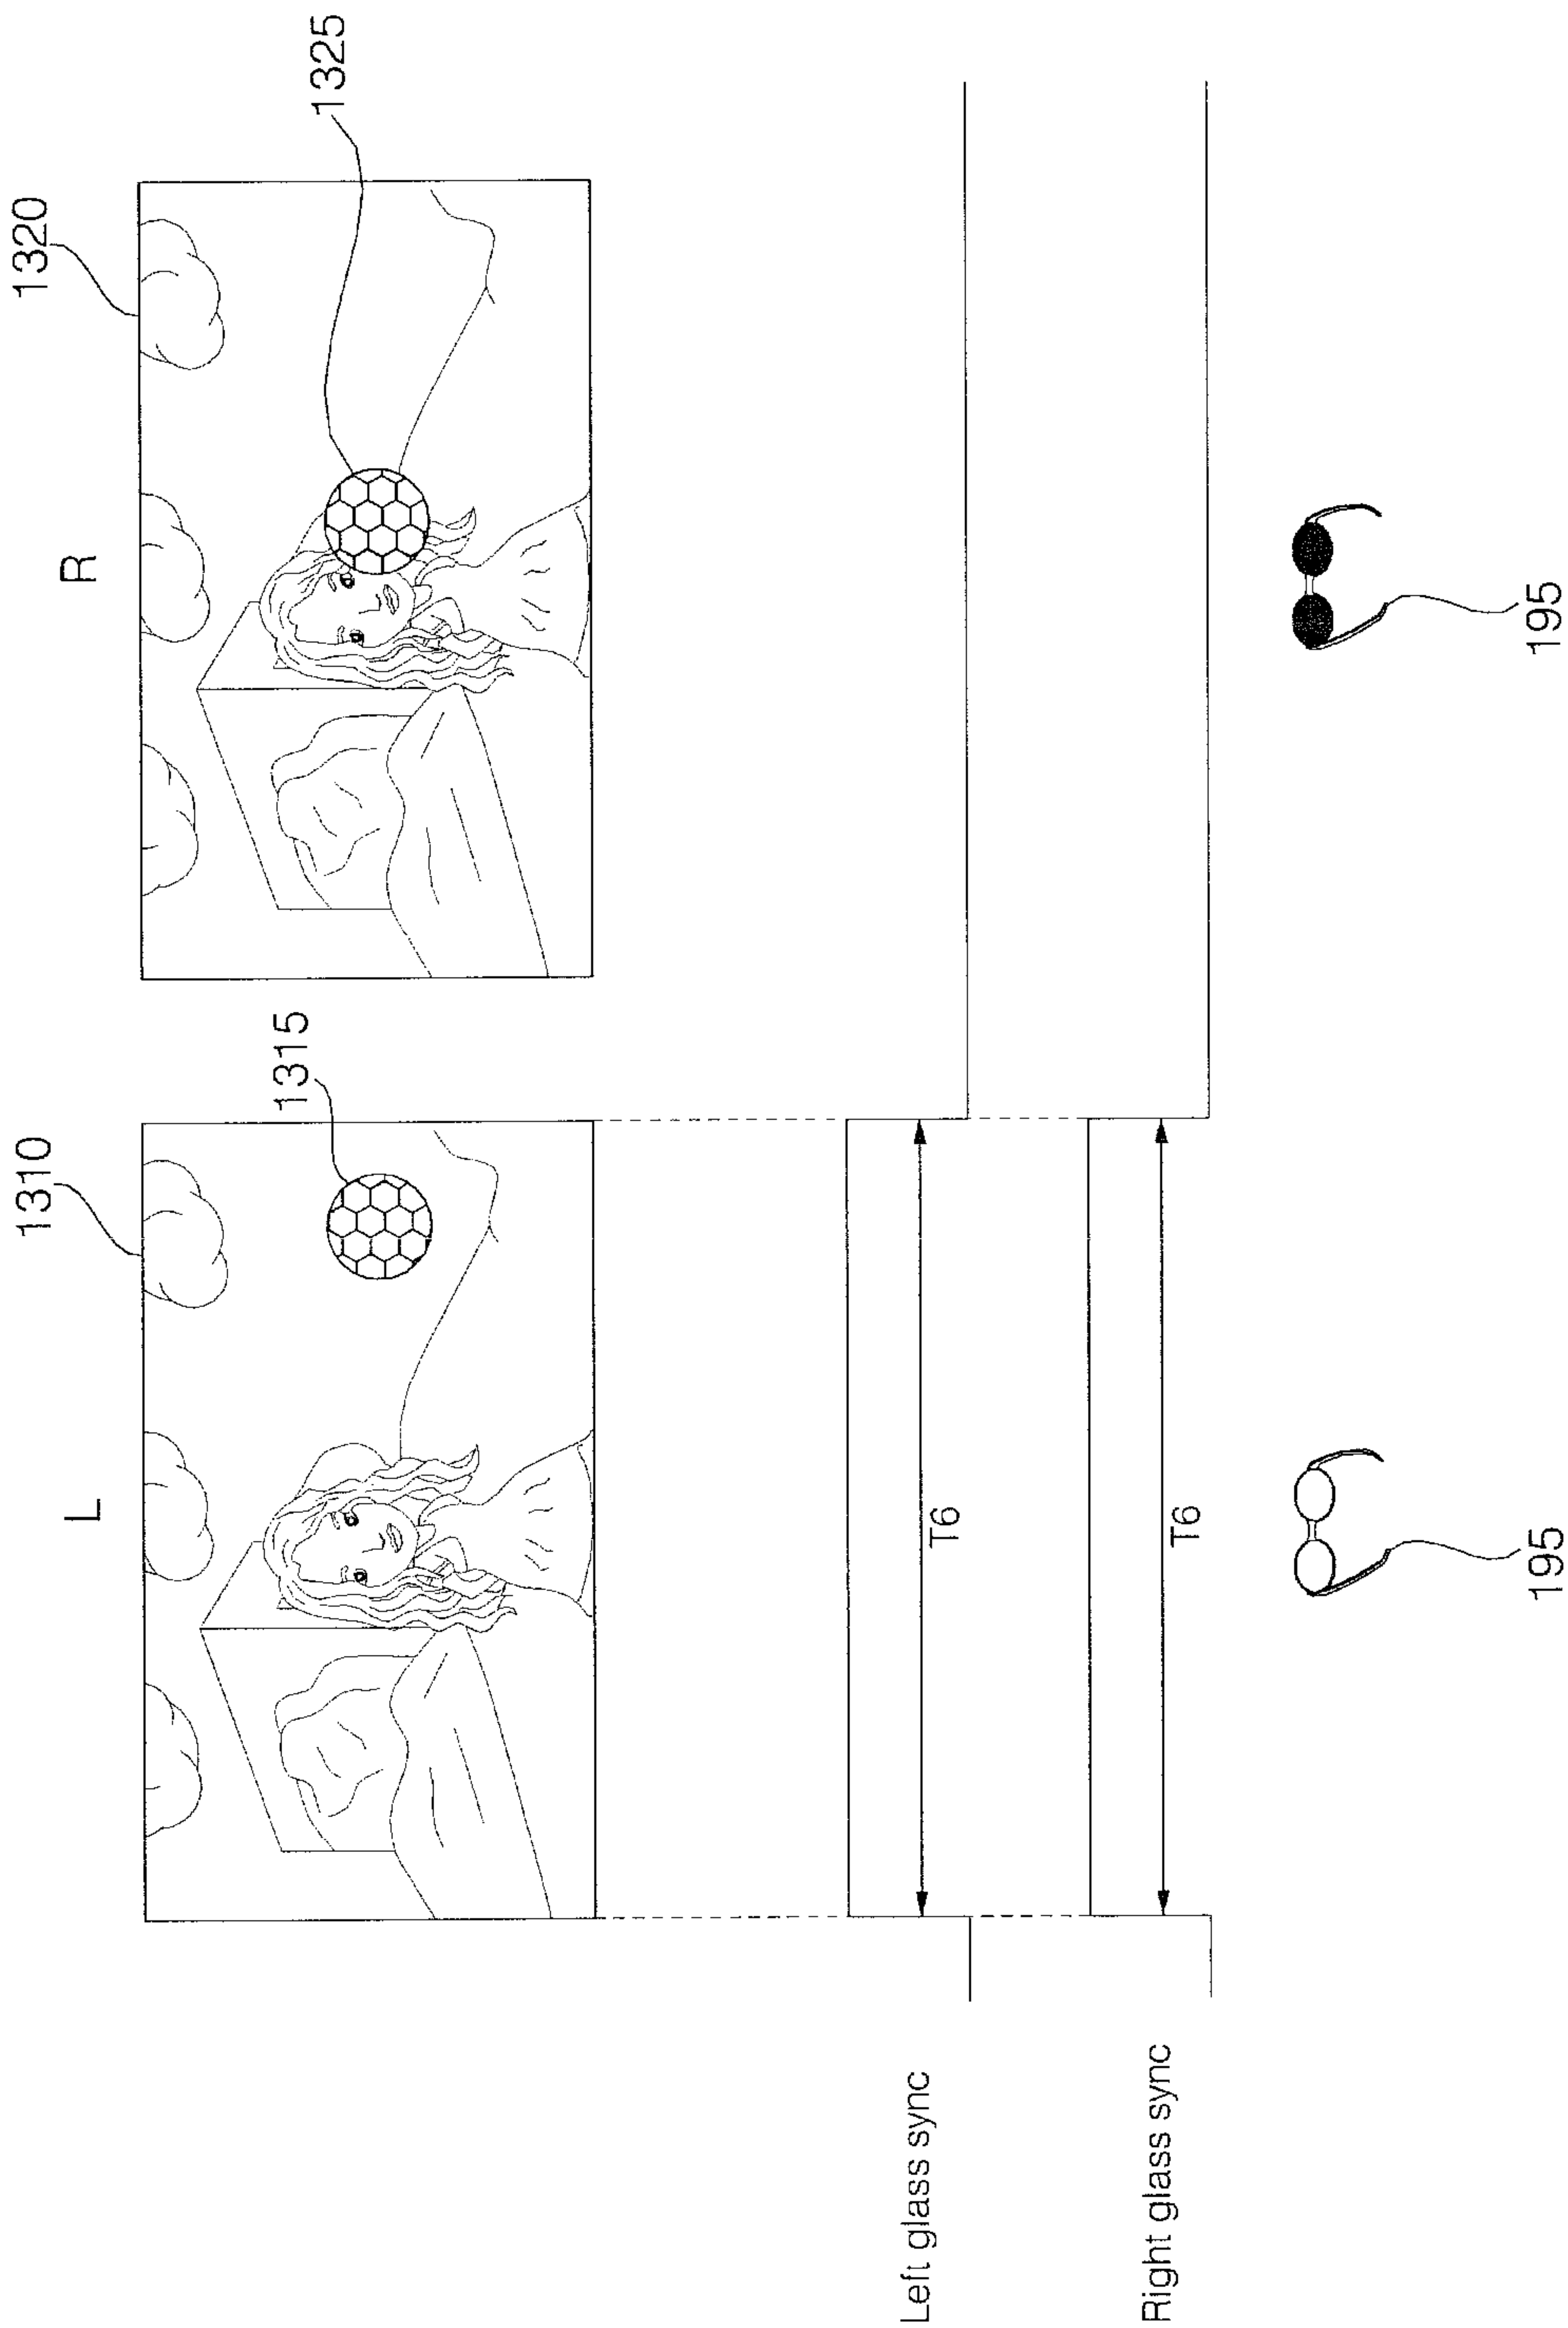 L
R
1310
1320
1315
1325
Left glass sync
T6
Right glass sync
T6
195
195